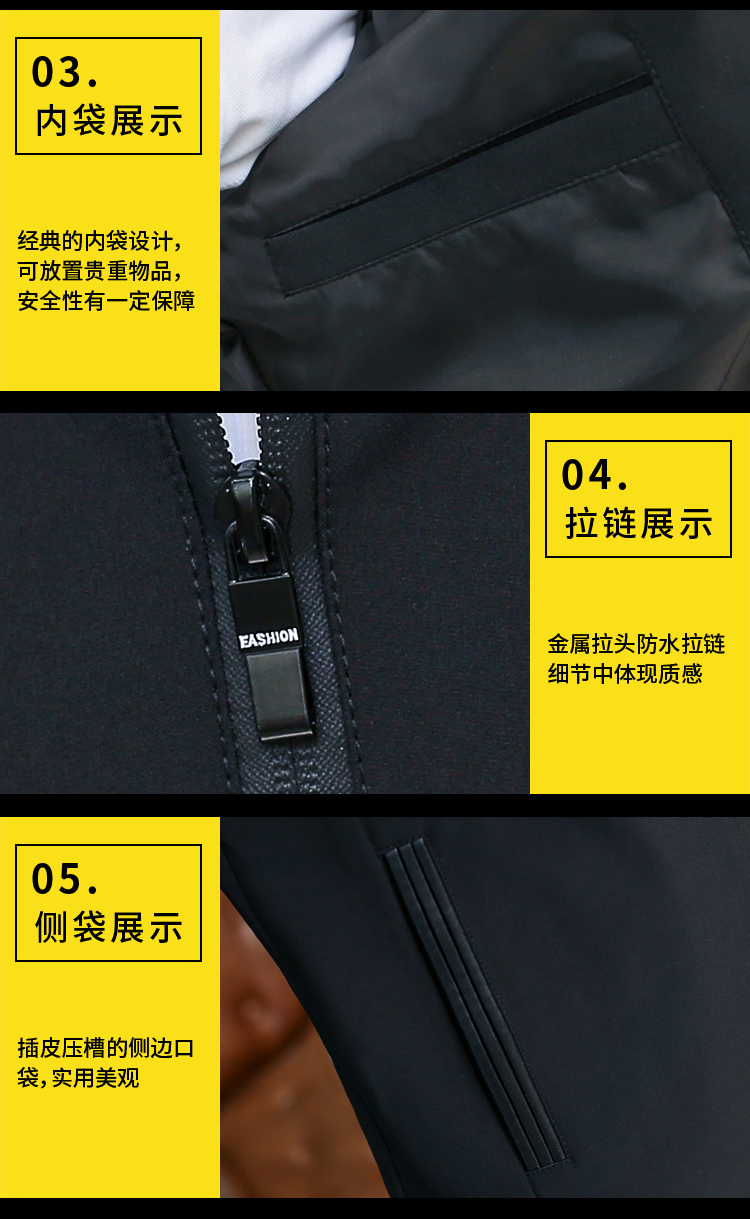 03.
内袋展示
经典的内袋设计，
可放置贵重物品，
安全性有一定保障
04.
拉链展示
FASHION
金属拉头防水拉链
细节中体现质感
05.
侧袋展示
插皮压槽的侧边口
袋，实用美观